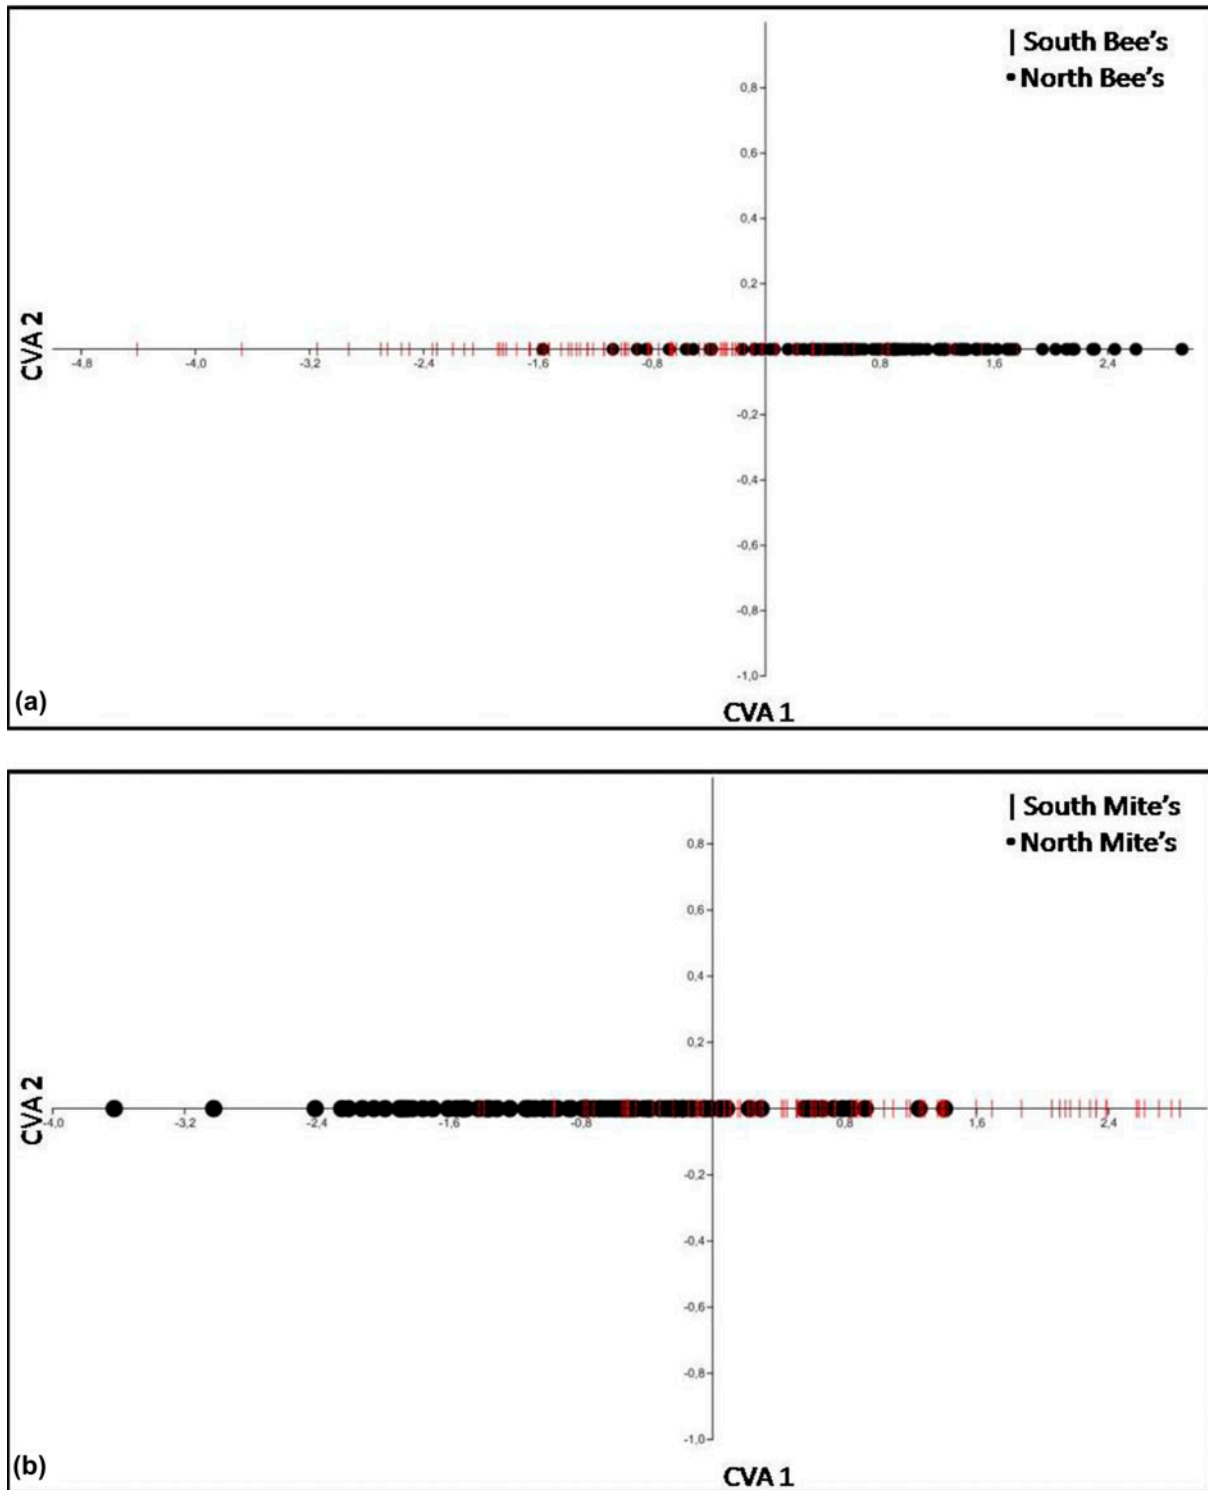 | South Bee's
• North Bee's
0,8
0,6
0,4
0,2
CVA 2
-4,8 -4,0 -3,2 -2,4 -1,6 -0,8 0,8 1,6 2,4
-0,2
-0,4
-0,6
-0,8
-1,0
(a)
CVA 1
| South Mite's
• North Mite's
0,8
0,6
0,4
0,2
CVA 2
-4,0 -3,2 -2,4 -1,6 -0,8 0,8 1,6 2,4
-0,2
-0,4
-0,6
-0,8
-1,0
(b)
CVA 1